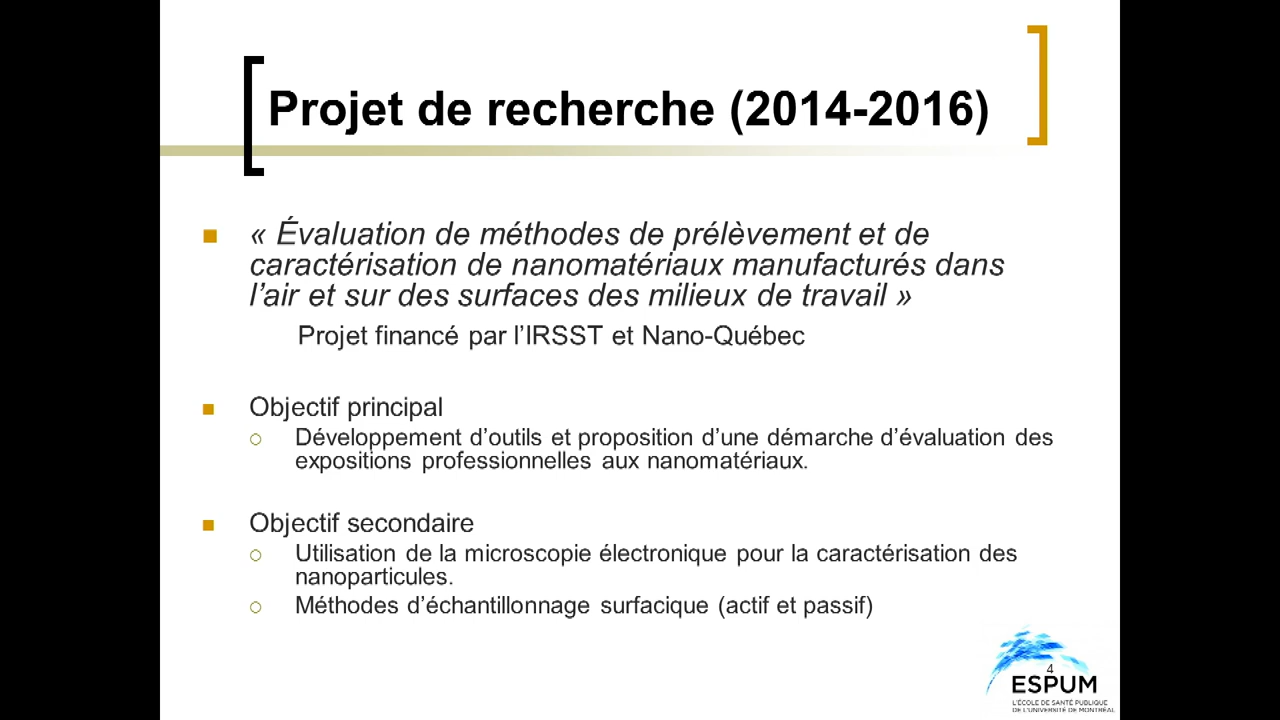 Projet de recherche (2014-2016)
« Évaluation de méthodes de prélèvement et de
caractérisation de nanomatériaux manufacturés dans
l’air et sur des surfaces des milieux de travail »
Projet financé par l’IRSST et Nano-Québec
Objectif principal
Développement d’outils et proposition d’une démarche d’évaluation des
expositions professionnelles aux nanomatériaux.
Objectif secondaire
Utilisation de la microscopie électronique pour la caractérisation des
nanoparticules.
Méthodes d’échantillonnage surfacique (actif et passif)
4
ESPUM
L’ÉCOLE DE SANTÉ PUBLIQUE
DE L’UNIVERSITÉ DE MONTRÉAL